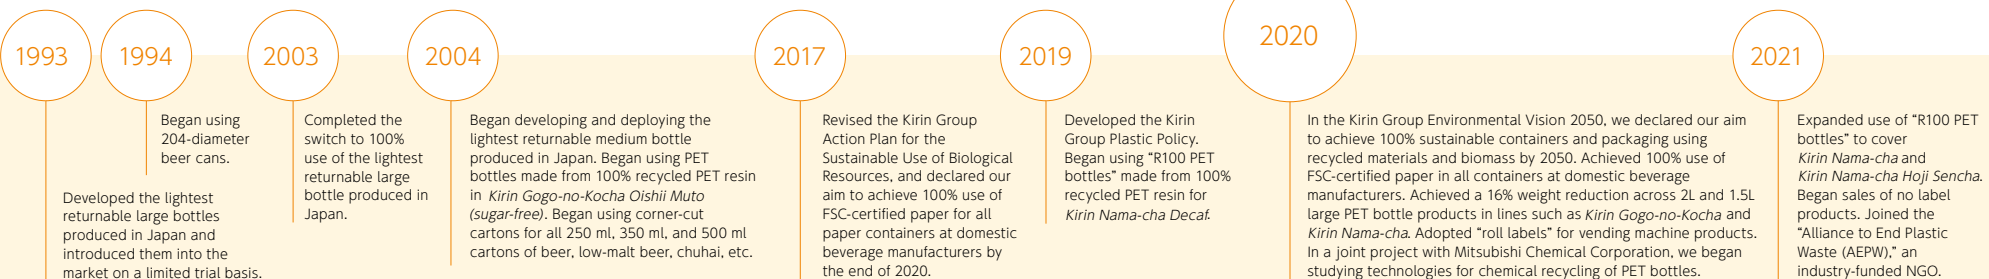 1993
Developed the lightest
returnable large bottles
produced in Japan and
introduced them into the
market on a limited trial basis.
1994
Began using
204-diameter
beer cans.
2003
Completed the
switch to 100%
use of the lightest
returnable large
bottle produced in
Japan.
2004
Began developing and deploying the
lightest returnable medium bottle
produced in Japan. Began using PET
bottles made from 100% recycled PET resin
in Kirin Gogo-no-Kocha Oishii Muto
(sugar-free). Began using corner-cut
cartons for all 250 ml, 350 ml, and 500 ml
cartons of beer, low-malt beer, chuhai, etc.
2017
Revised the Kirin Group
Action Plan for the
Sustainable Use of Biological
Resources, and declared our
aim to achieve 100% use of
FSC-certified paper for all
paper containers at domestic
beverage manufacturers by
the end of 2020.
2019
Developed the Kirin
Group Plastic Policy.
Began using “R100 PET
bottles” made from 100%
recycled PET resin for
Kirin Nama-cha Decaf.
2020
In the Kirin Group Environmental Vision 2050, we declared our aim
to achieve 100% sustainable containers and packaging using
recycled materials and biomass by 2050. Achieved 100% use of
FSC-certified paper in all containers at domestic beverage
manufacturers. Achieved a 16% weight reduction across 2L and 1.5L
large PET bottle products in lines such as Kirin Gogo-no-Kocha and
Kirin Nama-cha. Adopted “roll labels” for vending machine products.
In a joint project with Mitsubishi Chemical Corporation, we began
studying technologies for chemical recycling of PET bottles.
2021
Expanded use of “R100 PET
bottles” to cover
Kirin Nama-cha and
Kirin Nama-cha Hoji Sencha.
Began sales of no label
products. Joined the
“Alliance to End Plastic
Waste (AEPW),” an
industry-funded NGO.